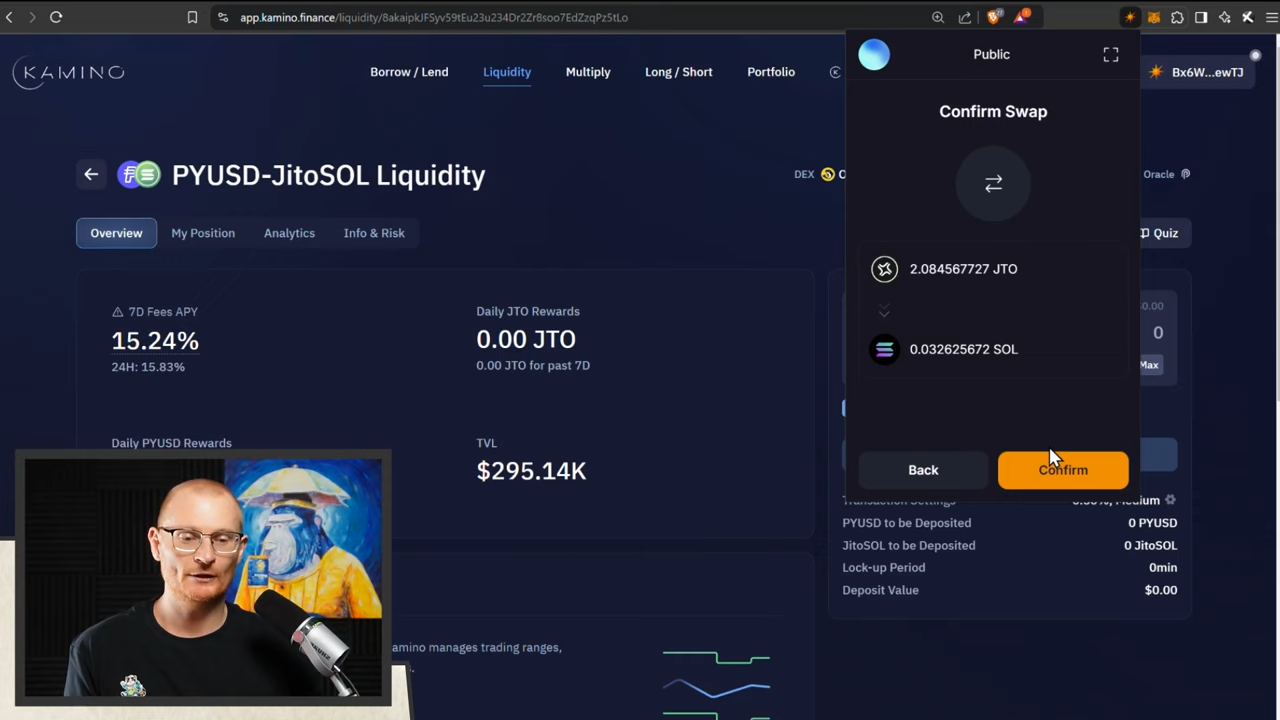 app.kamino.finance/liquidity/8akaipkJFSyv59tEu23u234Dr2Zr8soo7EdZzqPz5tLo
KAMINO
Borrow / Lend
Liquidity
Multiply
Long / Short
Portfolio
Bx6W...ewTJ
PYUSD-JitoSOL Liquidity
DEX
Oracle
Overview
My Position
Analytics
Info & Risk
Quiz
7D Fees APY
15.24%
24H: 15.83%
Daily JTO Rewards
0.00 JTO
0.00 JTO for past 7D
Daily PYUSD Rewards
TVL
$295.14K
Kamino manages trading ranges,
Public
Confirm Swap
2.084567727 JTO
0.032625672 SOL
Back
Confirm
0
Max
Transaction Settings
Medium
PYUSD to be Deposited
0 PYUSD
JitoSOL to be Deposited
0 JitoSOL
Lock-up Period
0min
Deposit Value
$0.00